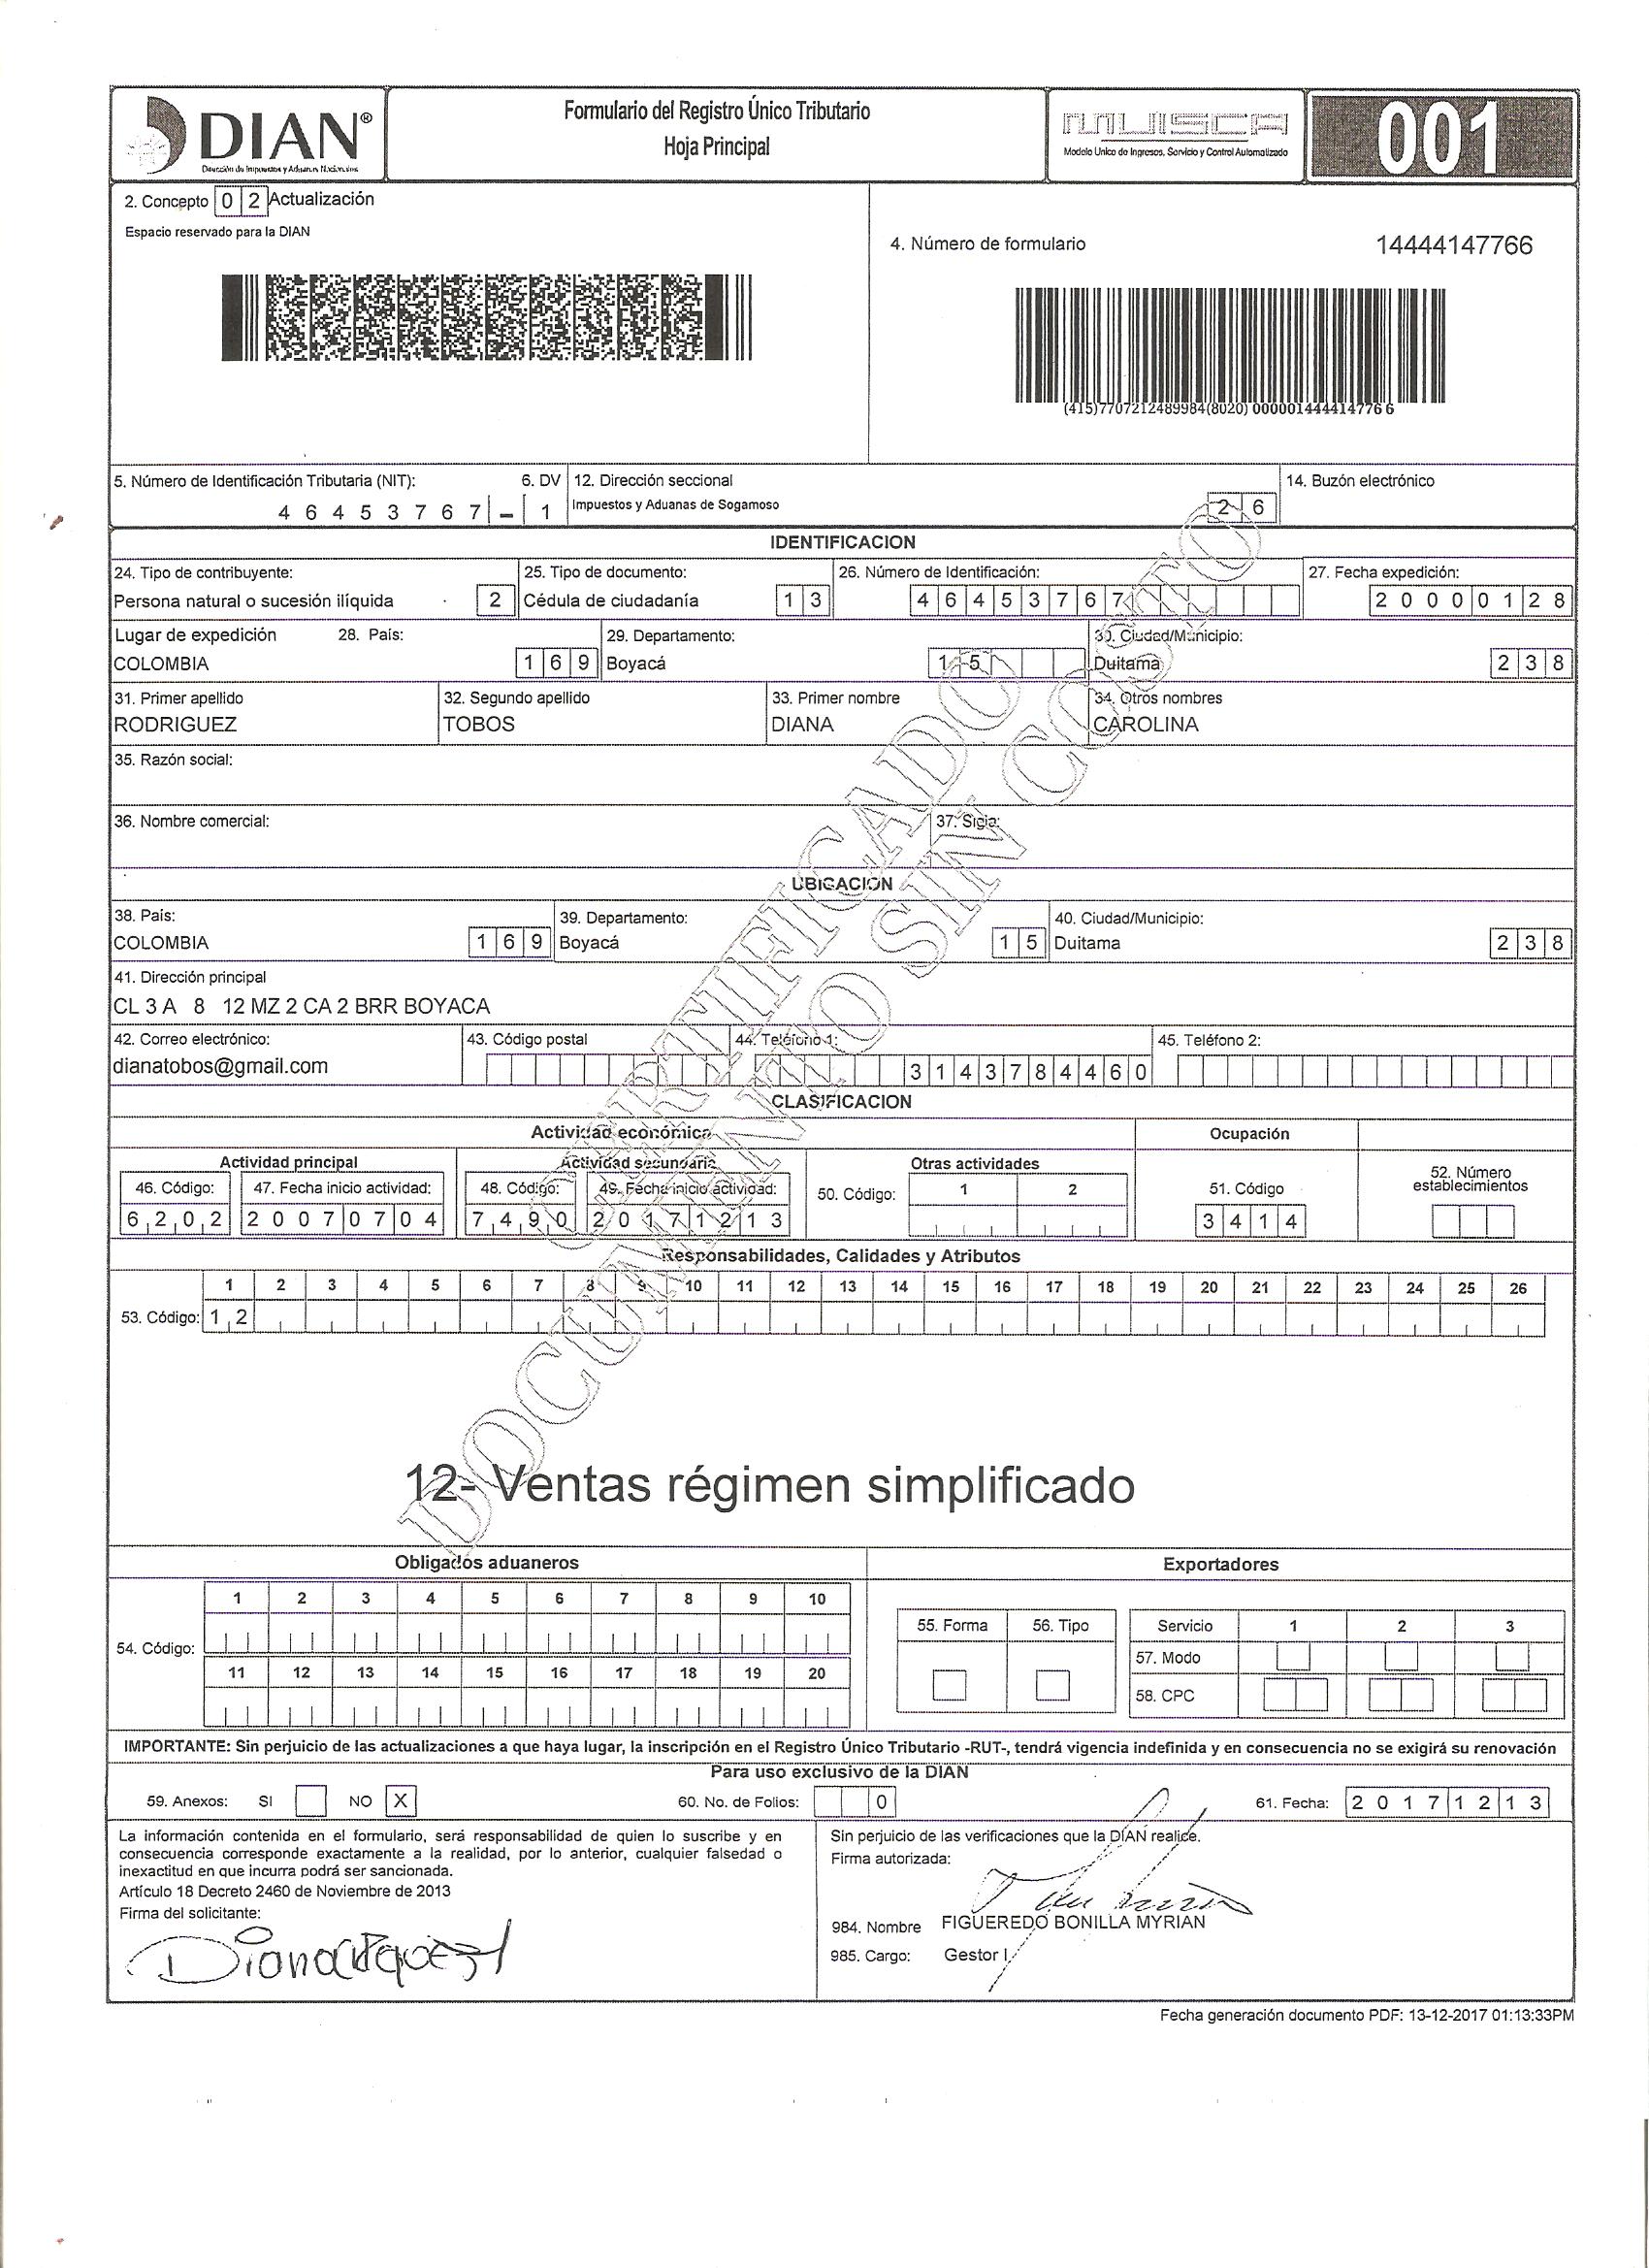 DIAN®
Dirección de Impuestos y Aduanas Nacionales
Formulario del Registro Único Tributario
Hoja Principal
MUISCA
Modelo Unico de Ingresos, Servicio y Control Automatizado
001
2. Concepto 0 2 Actualización
Espacio reservado para la DIAN
4. Número de formulario 14444147766
(415)7707212489984(8020) 000001444414776 6
5. Número de Identificación Tributaria (NIT): 6. DV 12. Dirección seccional 14. Buzón electrónico
4 6 4 5 3 7 6 7 - 1 Impuestos y Aduanas de Sogamoso 2 6
IDENTIFICACION
24. Tipo de contribuyente: 25. Tipo de documento: 26. Número de Identificación: 27. Fecha expedición:
Persona natural o sucesión ilíquida 2 Cédula de ciudadanía 1 3 4 6 4 5 3 7 6 7 2 0 0 0 0 1 2 8
Lugar de expedición 28. País: 29. Departamento: 30. Ciudad/Municipio:
COLOMBIA 1 6 9 Boyacá 1 5 Duitama 2 3 8
31. Primer apellido 32. Segundo apellido 33. Primer nombre 34. Otros nombres
RODRIGUEZ TOBOS DIANA CAROLINA
35. Razón social:
36. Nombre comercial: 37. Sigla:
UBICACION
38. País: 39. Departamento: 40. Ciudad/Municipio:
COLOMBIA 1 6 9 Boyacá 1 5 Duitama 2 3 8
41. Dirección principal
CL 3 A 8 12 MZ 2 CA 2 BRR BOYACA
42. Correo electrónico: 43. Código postal 44. Teléfono 1: 45. Teléfono 2:
dianatobos@gmail.com 3 1 4 3 7 8 4 4 6 0
CLASIFICACION
Actividad económica Ocupación
Actividad principal Actividad secundaria Otras actividades 52. Número
establecimientos
46. Código: 47. Fecha inicio actividad: 48. Código: 49. Fecha inicio actividad: 50. Código: 1 2 51. Código
6 2 0 2 2 0 0 7 0 7 0 4 7 4 9 0 2 0 1 7 1 2 1 3 3 4 1 4
Responsabilidades, Calidades y Atributos
1 2 3 4 5 6 7 8 9 10 11 12 13 14 15 16 17 18 19 20 21 22 23 24 25 26
53. Código: 1 2
12- Ventas régimen simplificado
CERTIFICADO
DOCUMENTO SIN COSTO
Obligados aduaneros Exportadores
1 2 3 4 5 6 7 8 9 10
55. Forma 56. Tipo Servicio 1 2 3
54. Código: 57. Modo
11 12 13 14 15 16 17 18 19 20
58. CPC
IMPORTANTE: Sin perjuicio de las actualizaciones a que haya lugar, la inscripción en el Registro Único Tributario -RUT-, tendrá vigencia indefinida y en consecuencia no se exigirá su renovación
Para uso exclusivo de la DIAN
59. Anexos: SI NO X 60. No. de Folios: 0 61. Fecha: 2 0 1 7 1 2 1 3
La información contenida en el formulario, será responsabilidad de quien lo suscribe y en
consecuencia corresponde exactamente a la realidad, por lo anterior, cualquier falsedad o
inexactitud en que incurra podrá ser sancionada.
Artículo 18 Decreto 2460 de Noviembre de 2013
Firma del solicitante:
Sin perjuicio de las verificaciones que la DIAN realice.
Firma autorizada:
984. Nombre FIGUEREDO BONILLA MYRIAN
985. Cargo: Gestor I
Fecha generación documento PDF: 13-12-2017 01:13:33PM